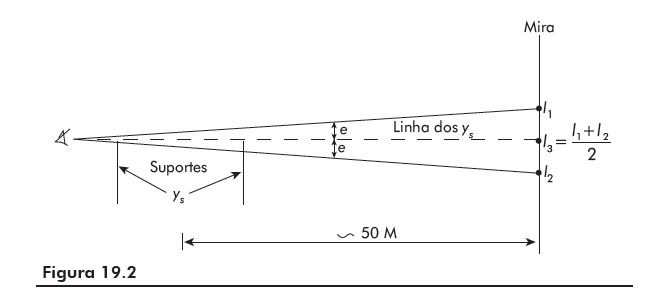 Mira
l₁
e
Linha dos yₛ
l₃ = l₁+l₂
2
e
l₂
Suportes
yₛ
∽ 50 M
Figura 19.2